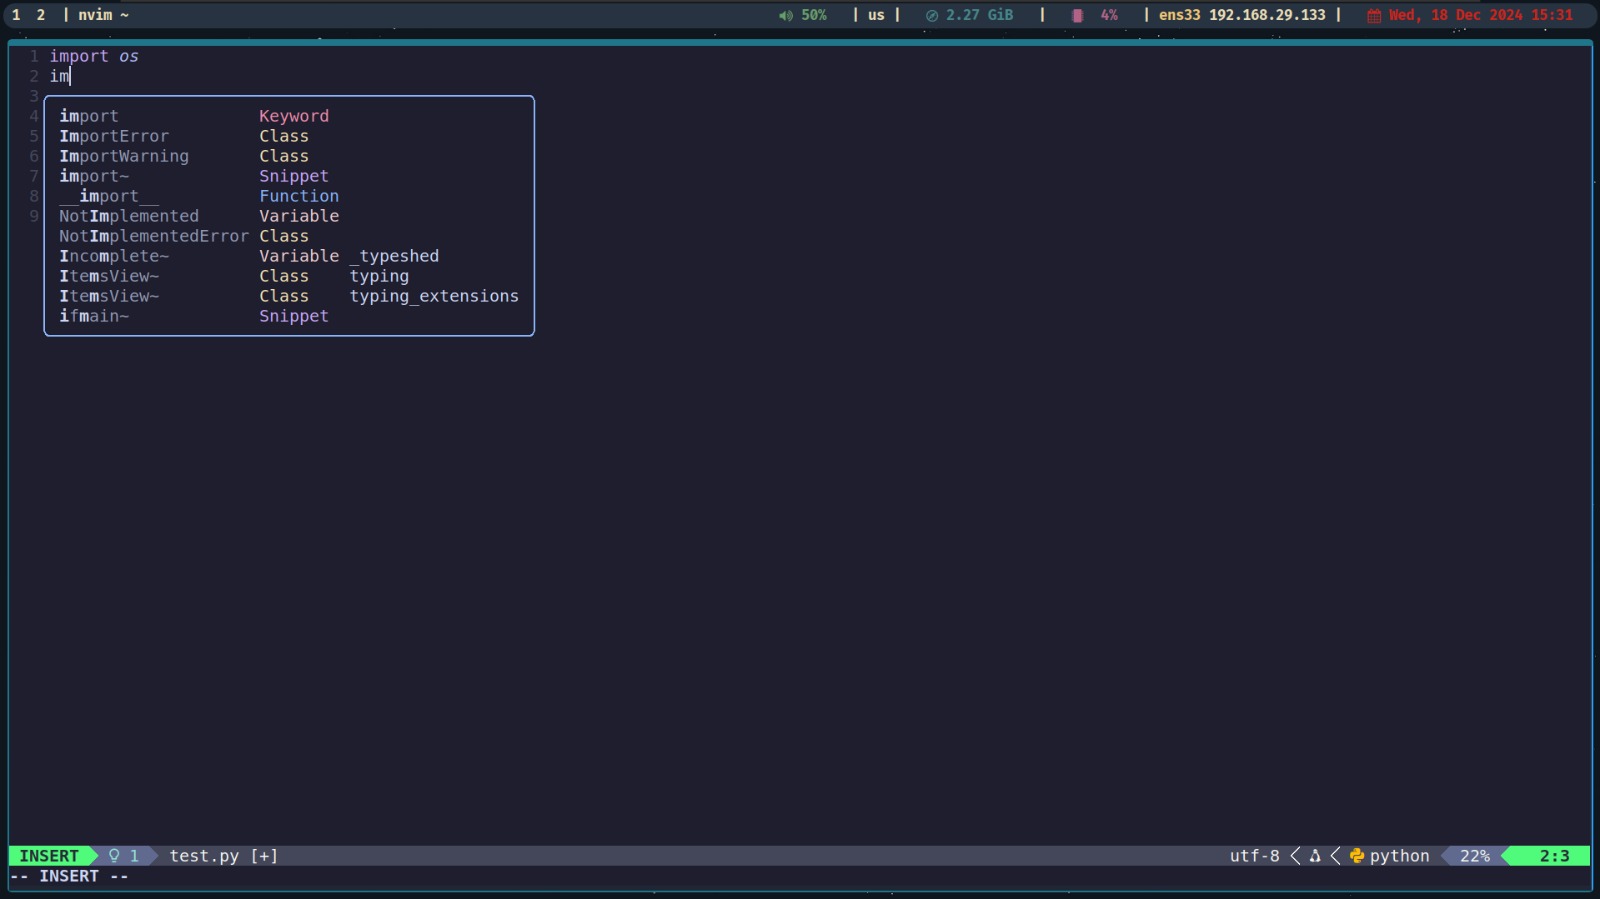 1 2 | nvim ~ 50% | us | 2.27 GiB | 4% | ens33 192.168.29.133 | Wed, 18 Dec 2024 15:31
1 import os
2 im
3
4 import Keyword
5 ImportError Class
6 ImportWarning Class
7 import~ Snippet
8 __import__ Function
9 NotImplemented Variable
NotImplementedError Class
Incomplete~ Variable _typeshed
ItemsView~ Class typing
ItemsView~ Class typing_extensions
ifmain~ Snippet
INSERT 1 test.py [+] utf-8 python 22% 2:3
-- INSERT --